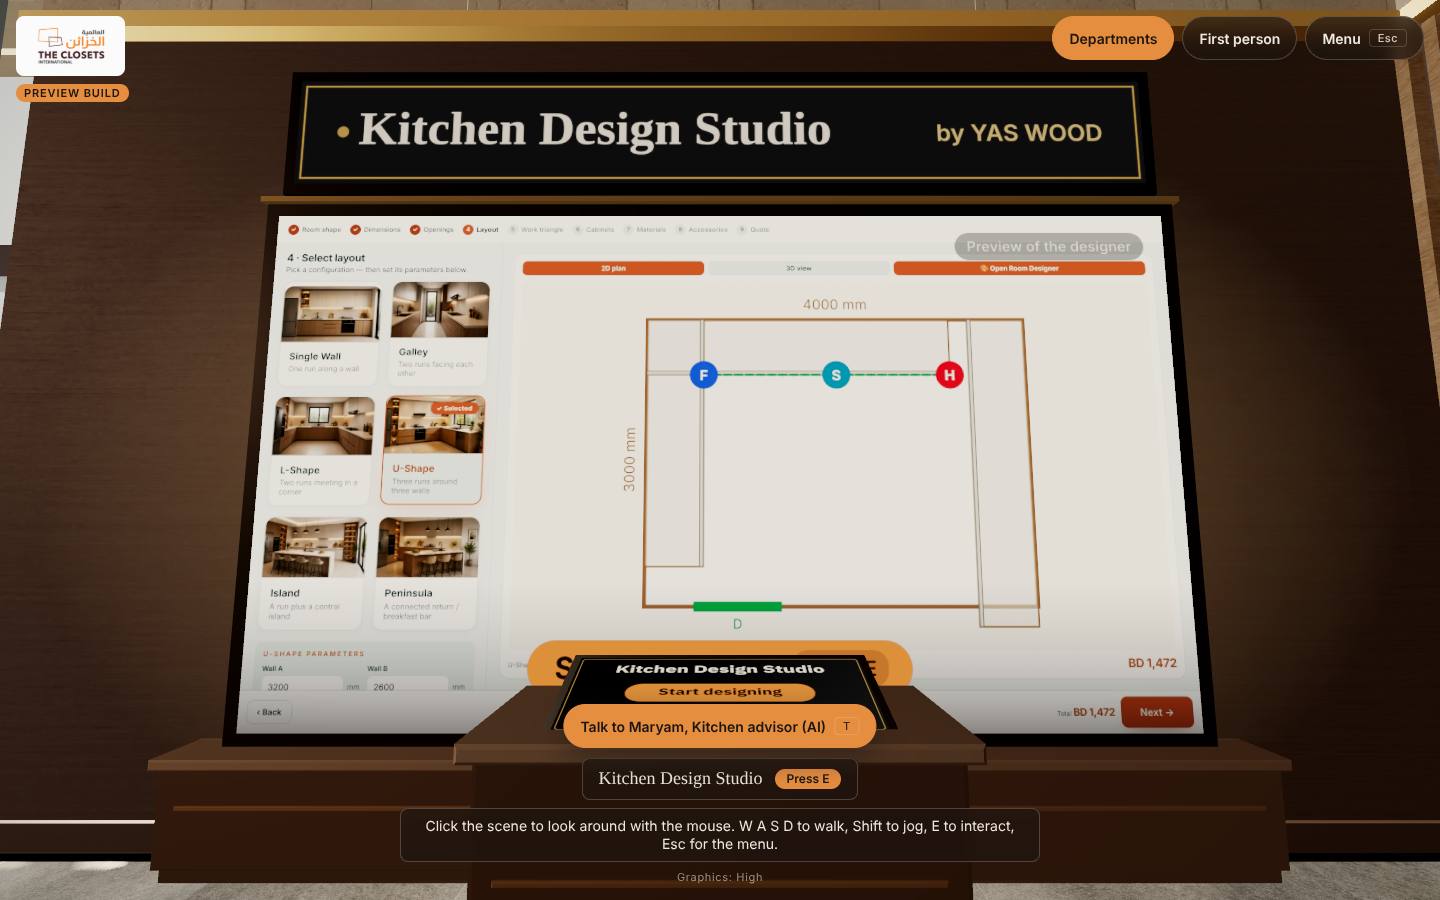 العالمية
الخزائن
THE CLOSETS
INTERNATIONAL
PREVIEW BUILD
Departments
First person
Menu Esc
• Kitchen Design Studio by YAS WOOD
Room shape Dimensions Openings 4 Layout 5 Work triangle 6 Cabinets 7 Materials 8 Accessories 9 Quote
Preview of the designer
4 · Select layout
Pick a configuration — then set its parameters below.
2D plan 3D view Open Room Designer
Single Wall
One run along a wall
Galley
Two runs facing each
other
L-Shape
Two runs meeting in a
corner
Selected
U-Shape
Three runs around
three walls
Island
A run plus a central
island
Peninsula
A connected return /
breakfast bar
U-SHAPE PARAMETERS
Wall A Wall B
3200 mm 2600 mm
4000 mm
F S H
3000 mm
D
BD 1,472
‹ Back
Total: BD 1,472 Next →
Kitchen Design Studio
Start designing
Talk to Maryam, Kitchen advisor (AI) T
Kitchen Design Studio Press E
Click the scene to look around with the mouse. W A S D to walk, Shift to jog, E to interact,
Esc for the menu.
Graphics: High